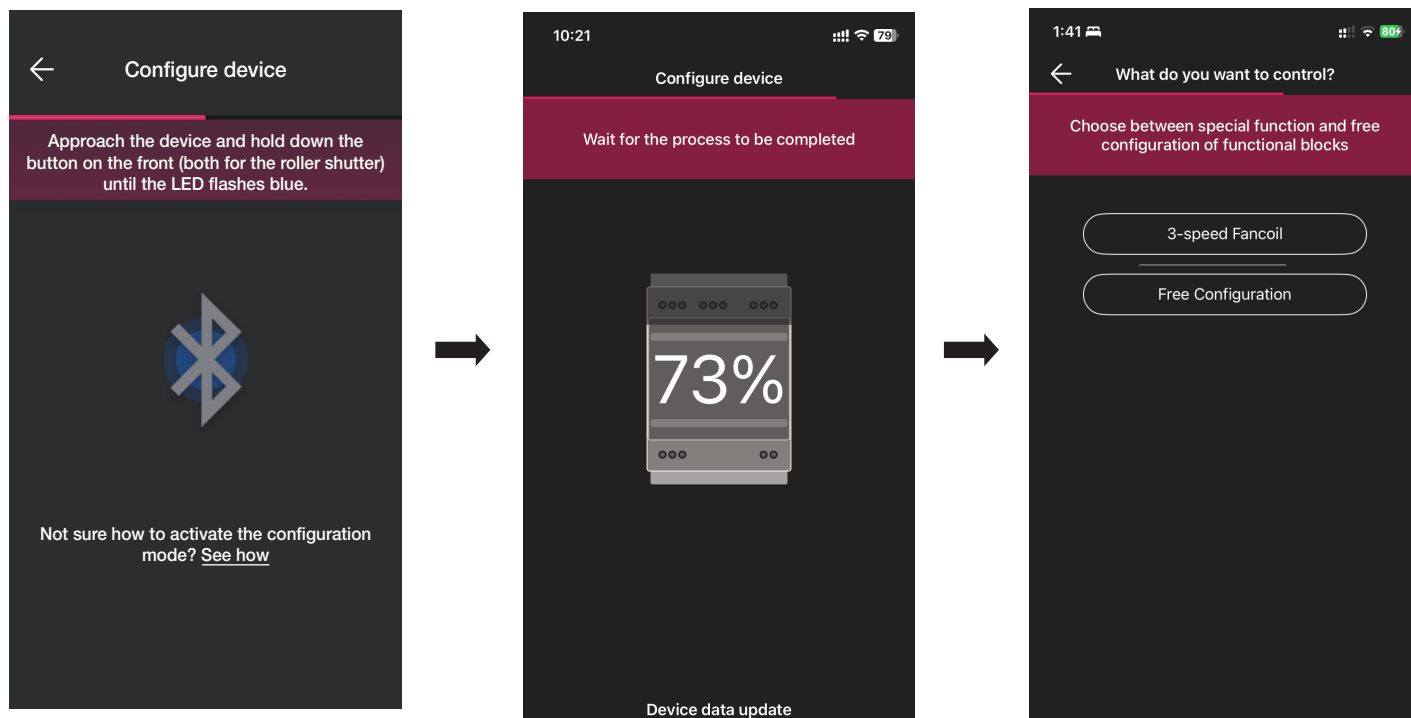 Configure device
Approach the device and hold down the
button on the front (both for the roller shutter)
until the LED flashes blue.
Not sure how to activate the configuration
mode? See how
10:21
79
Configure device
Wait for the process to be completed
73%
Device data update
1:41
80
What do you want to control?
Choose between special function and free
configuration of functional blocks
3-speed Fancoil
Free Configuration